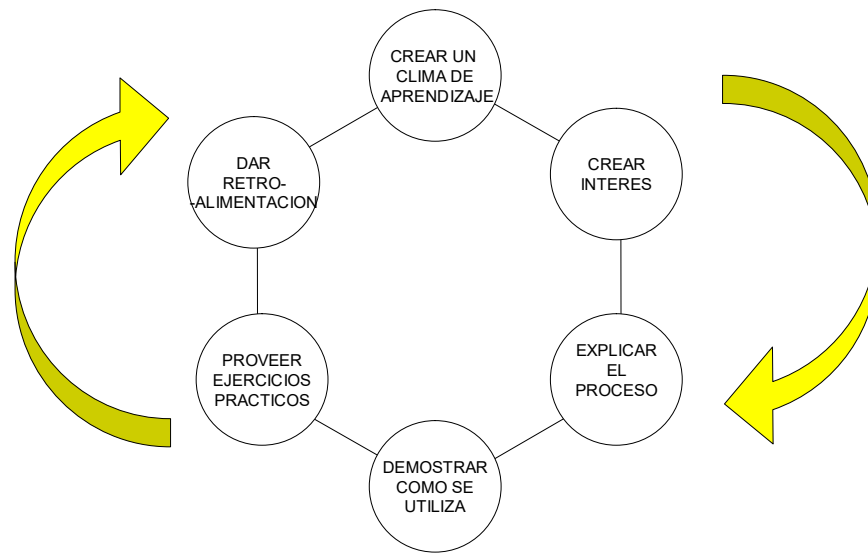 CREAR UN
CLIMA DE
APRENDIZAJE
CREAR
INTERES
EXPLICAR
EL
PROCESO
DEMOSTRAR
COMO SE
UTILIZA
PROVEER
EJERCICIOS
PRACTICOS
DAR
RETRO-
-ALIMENTACION